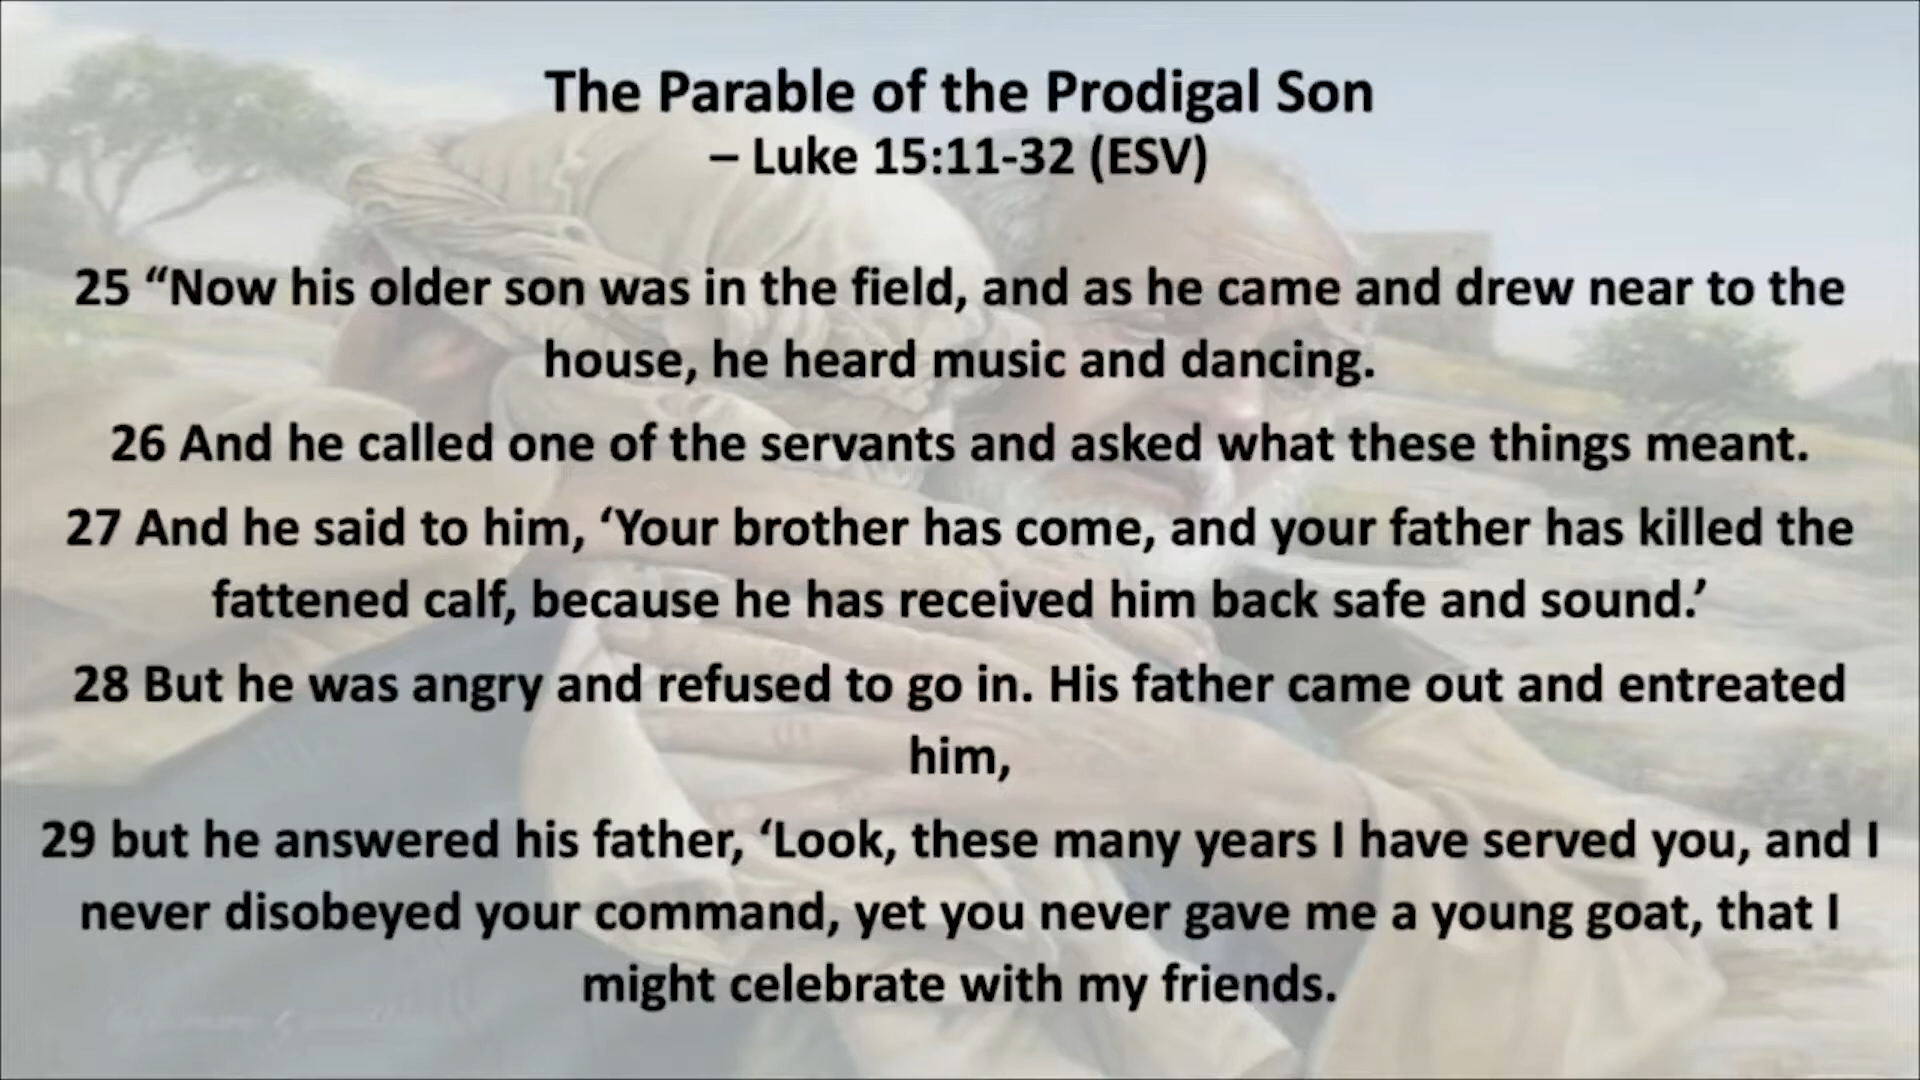 The Parable of the Prodigal Son
– Luke 15:11-32 (ESV)
25 “Now his older son was in the field, and as he came and drew near to the
house, he heard music and dancing.
26 And he called one of the servants and asked what these things meant.
27 And he said to him, ‘Your brother has come, and your father has killed the
fattened calf, because he has received him back safe and sound.’
28 But he was angry and refused to go in. His father came out and entreated
him,
29 but he answered his father, ‘Look, these many years I have served you, and I
never disobeyed your command, yet you never gave me a young goat, that I
might celebrate with my friends.